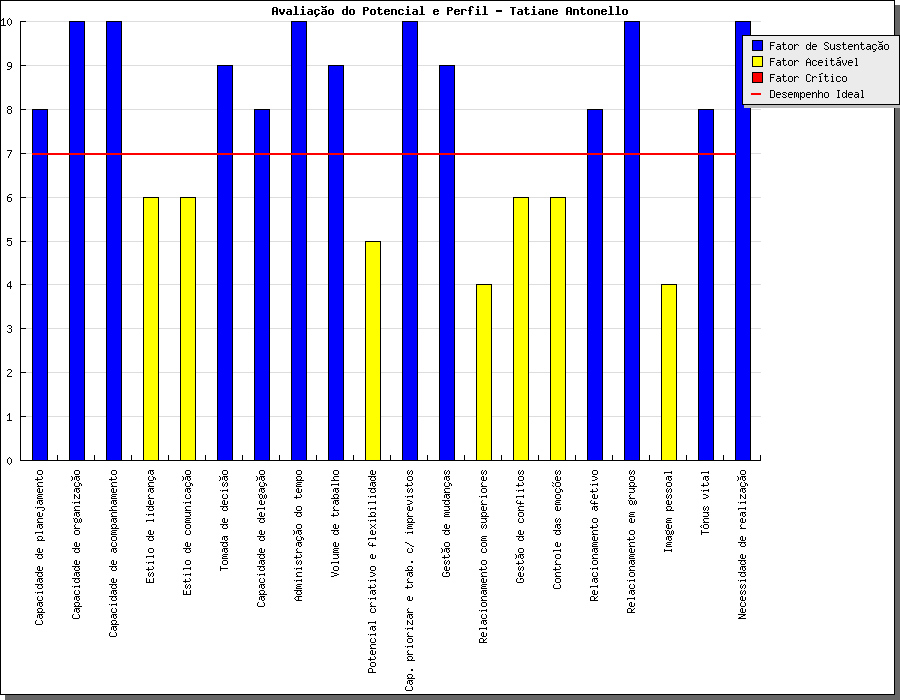 Avaliação do Potencial e Perfil - Tatiane Antonello
Fator de Sustentação
Fator Aceitável
Fator Crítico
Desempenho Ideal
10
9
8
7
6
5
4
3
2
1
0
Capacidade de planejamento
Capacidade de organização
Capacidade de acompanhamento
Estilo de liderança
Estilo de comunicação
Tomada de decisão
Capacidade de delegação
Administração do tempo
Volume de trabalho
Potencial criativo e flexibilidade
Cap. priorizar e trab. c/ imprevistos
Gestão de mudanças
Relacionamento com superiores
Gestão de conflitos
Controle das emoções
Relacionamento afetivo
Relacionamento em grupos
Imagem pessoal
Tônus vital
Necessidade de realização